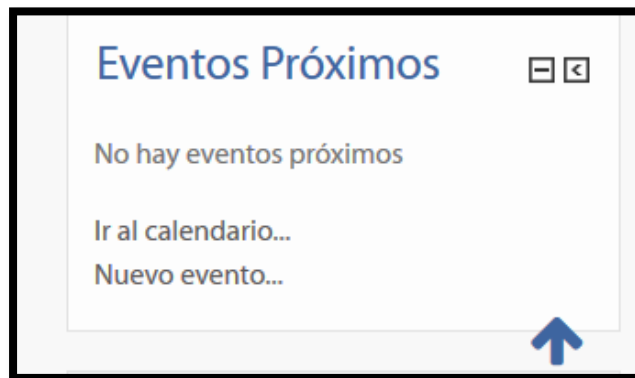 Eventos Próximos
No hay eventos próximos
Ir al calendario...
Nuevo evento...